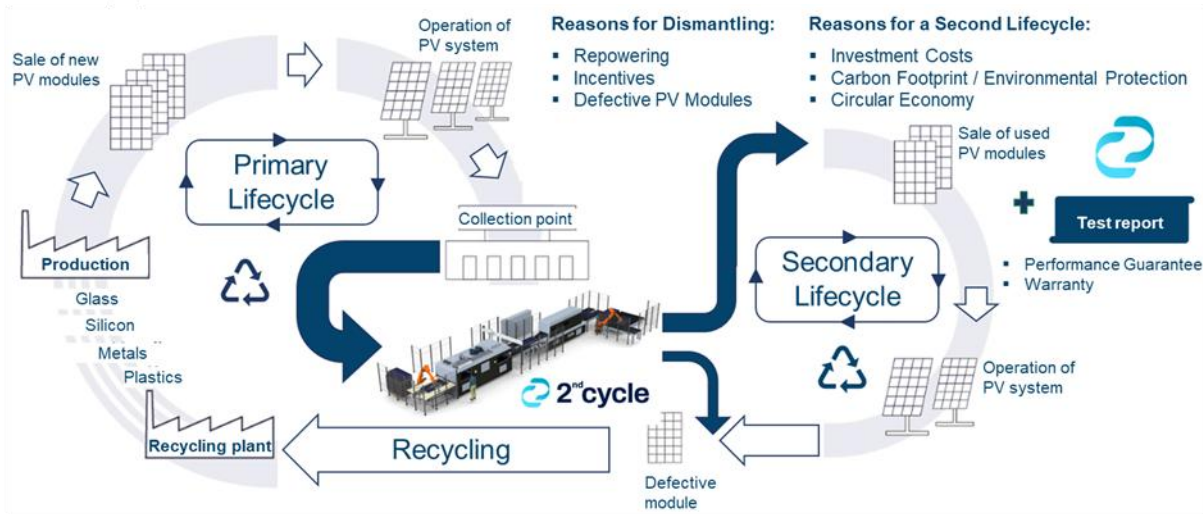 Sale of new
PV modules
Operation of
PV system
Reasons for Dismantling:
▪ Repowering
▪ Incentives
▪ Defective PV Modules
Reasons for a Second Lifecycle:
▪ Investment Costs
▪ Carbon Footprint / Environmental Protection
▪ Circular Economy
Primary
Lifecycle
Collection point
Production
Glass
Silicon
Metals
Plastics
Recycling plant
2nd cycle
Recycling
Defective
module
Sale of used
PV modules
+
Test report
▪ Performance Guarantee
▪ Warranty
Secondary
Lifecycle
Operation of
PV system